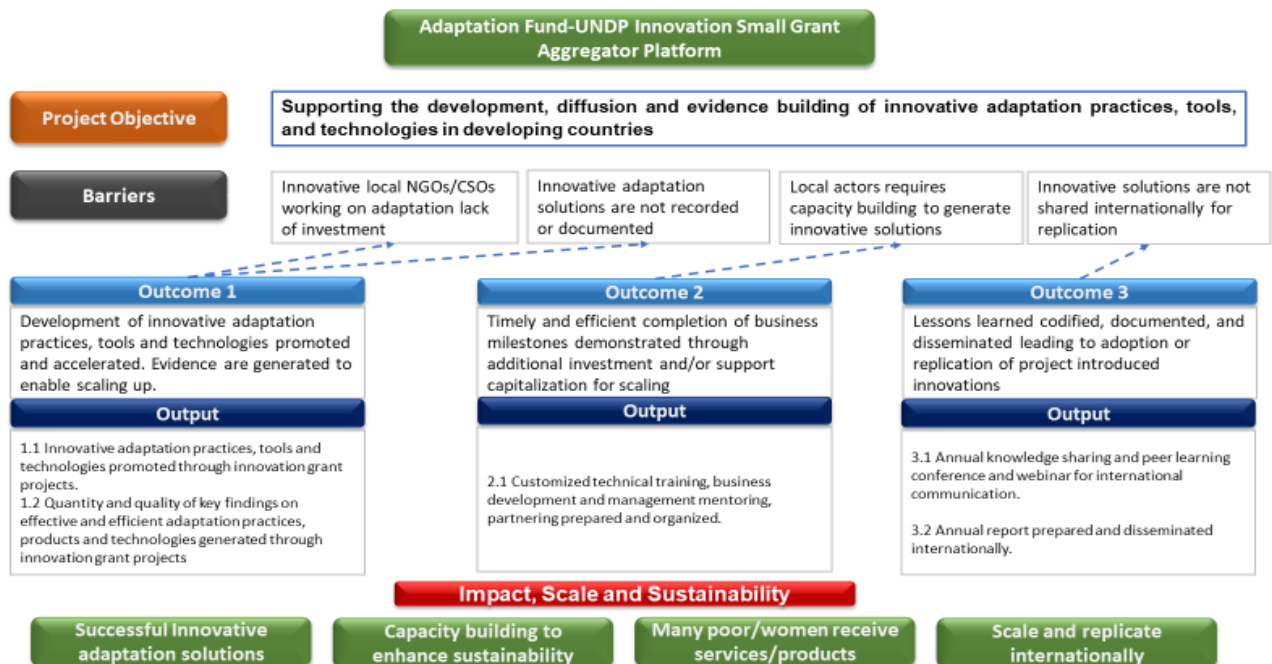 Adaptation Fund-UNDP Innovation Small Grant
Aggregator Platform
Project Objective
Supporting the development, diffusion and evidence building of innovative adaptation practices, tools,
and technologies in developing countries
Barriers
Innovative local NGOs/CSOs
working on adaptation lack
of investment
Innovative adaptation
solutions are not recorded
or documented
Local actors requires
capacity building to generate
innovative solutions
Innovative solutions are not
shared internationally for
replication
Outcome 1
Development of innovative adaptation
practices, tools and technologies promoted
and accelerated. Evidence are generated to
enable scaling up.
Output
1.1 Innovative adaptation practices, tools and
technologies promoted through innovation grant
projects.
1.2 Quantity and quality of key findings on
effective and efficient adaptation practices,
products and technologies generated through
innovation grant projects
Outcome 2
Timely and efficient completion of business
milestones demonstrated through
additional investment and/or support
capitalization for scaling
Output
2.1 Customized technical training, business
development and management mentoring,
partnering prepared and organized.
Outcome 3
Lessons learned codified, documented, and
disseminated leading to adoption or
replication of project introduced
innovations
Output
3.1 Annual knowledge sharing and peer learning
conference and webinar for international
communication.
3.2 Annual report prepared and disseminated
internationally.
Impact, Scale and Sustainability
Successful Innovative
adaptation solutions
Capacity building to
enhance sustainability
Many poor/women receive
services/products
Scale and replicate
internationally